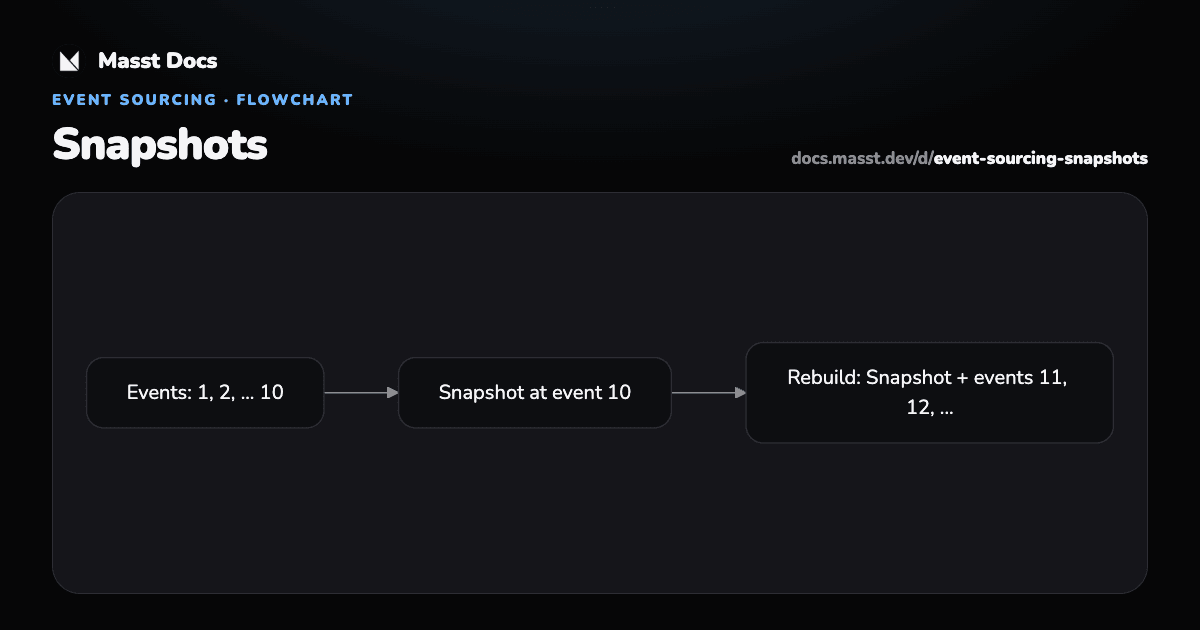 Masst Docs
EVENT SOURCING · FLOWCHART
Snapshots
docs.masst.dev/d/event-sourcing-snapshots
Events: 1, 2, ... 10
Snapshot at event 10
Rebuild: Snapshot + events 11,
12, ...